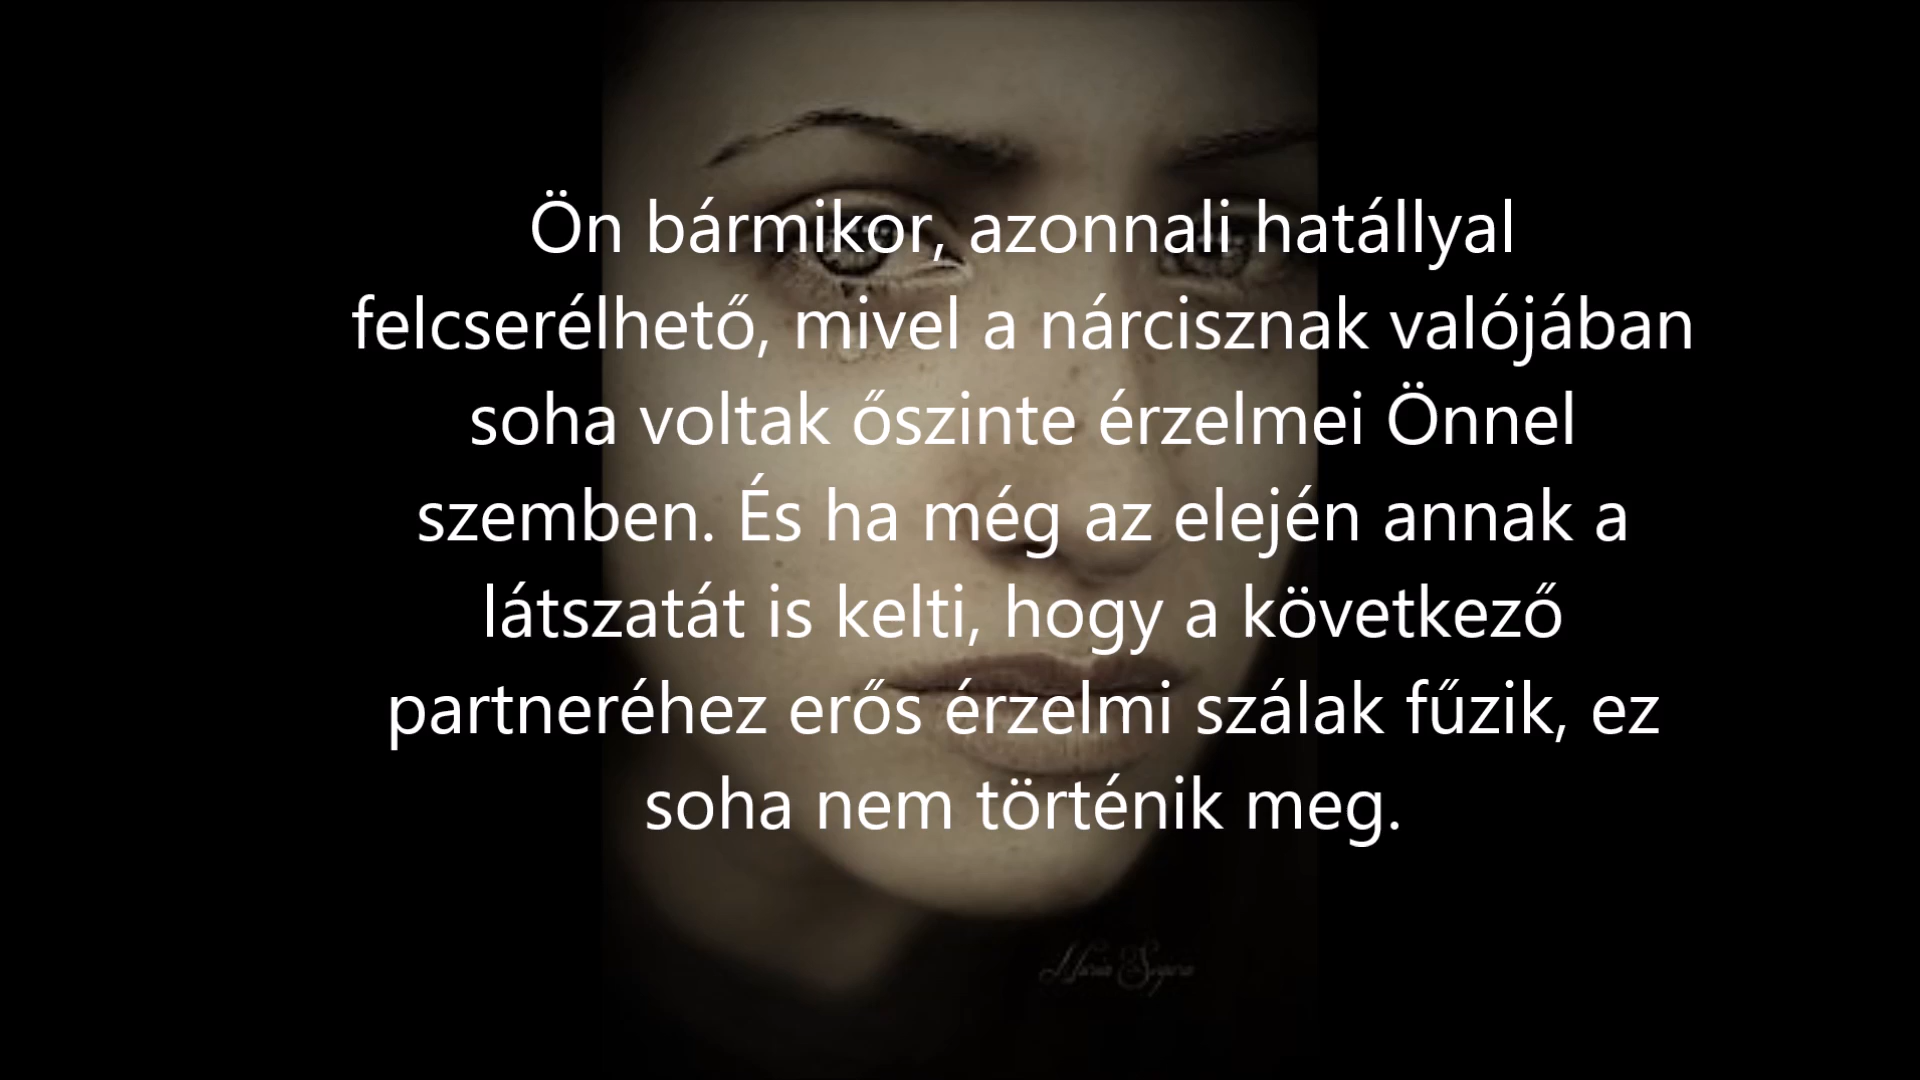 Ön bármikor, azonnali hatállyal
felcserélhető, mivel a nárcisznak valójában
soha voltak őszinte érzelmei Önnel
szemben. És ha még az elején annak a
látszatát is kelti, hogy a következő
partneréhez erős érzelmi szálak fűzik, ez
soha nem történik meg.